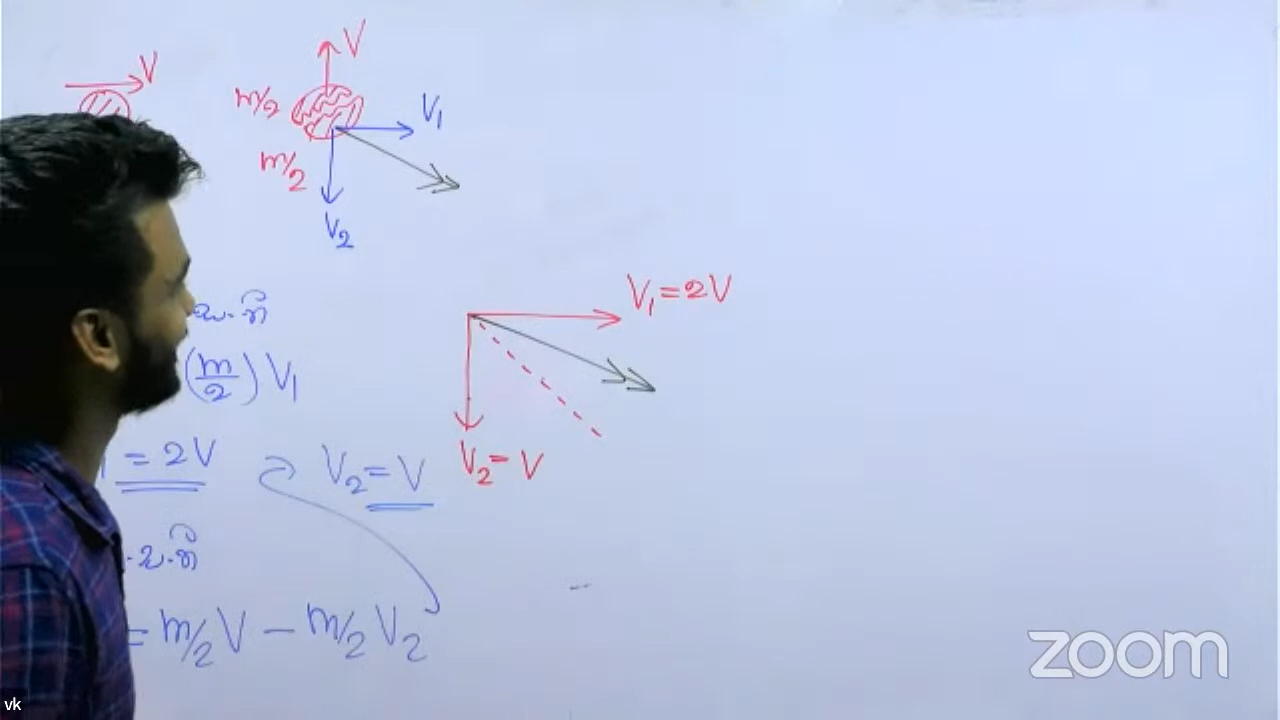 V
V
m/2
V₁
m/2
V₂
V₁ = 2V
(m/2) V₁
= 2V
V₂ = V
V₂ = V
= m/2 V – m/2 V₂
zoom
vk